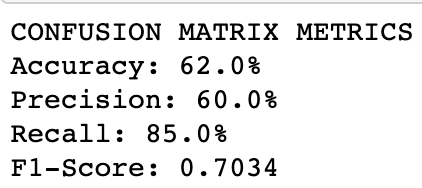 CONFUSION MATRIX METRICS
Accuracy: 62.0%
Precision: 60.0%
Recall: 85.0%
F1-Score: 0.7034